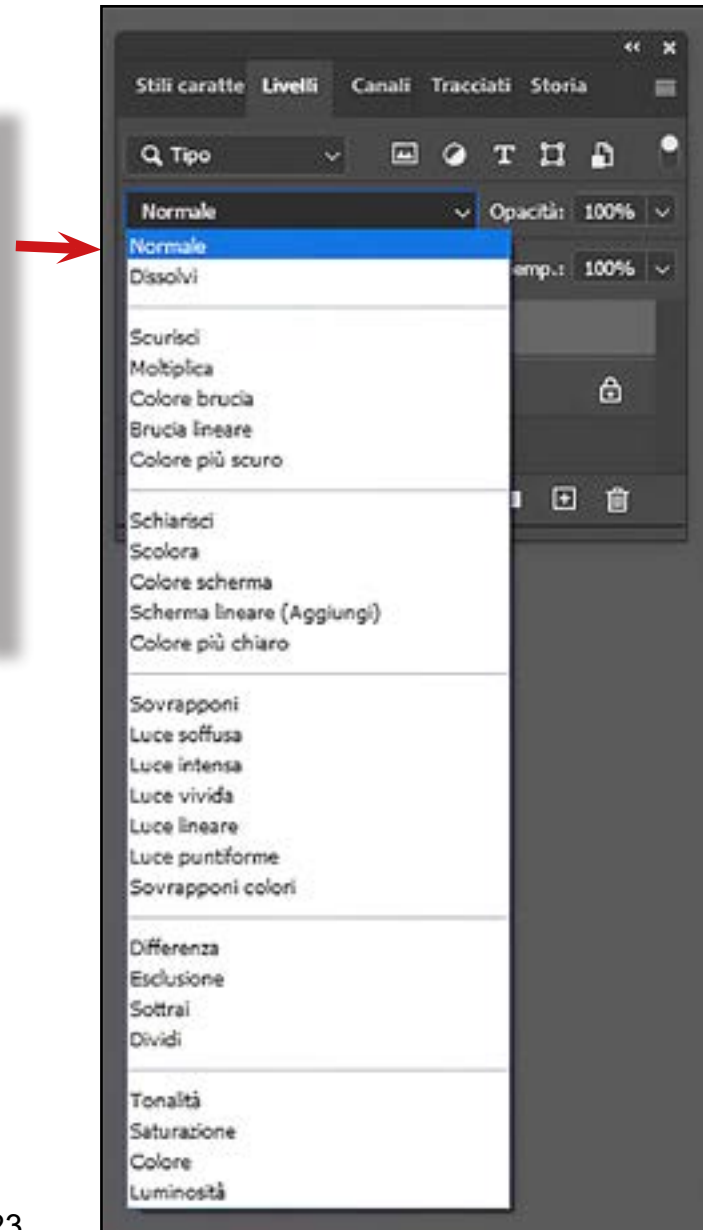 Stili caratte Livelli Canali Tracciati Storia
Tipo
Normale Opacità: 100%
Normale
emp.: 100%
Dissolvi
Scurisci
Moltiplica
Colore brucia
Brucia lineare
Colore più scuro
Schiarisci
Scolora
Colore scherma
Scherma lineare (Aggiungi)
Colore più chiaro
Sovrapponi
Luce soffusa
Luce intensa
Luce vivida
Luce lineare
Luce puntiforme
Sovrapponi colori
Differenza
Esclusione
Sottrai
Dividi
Tonalità
Saturazione
Colore
Luminosità
23